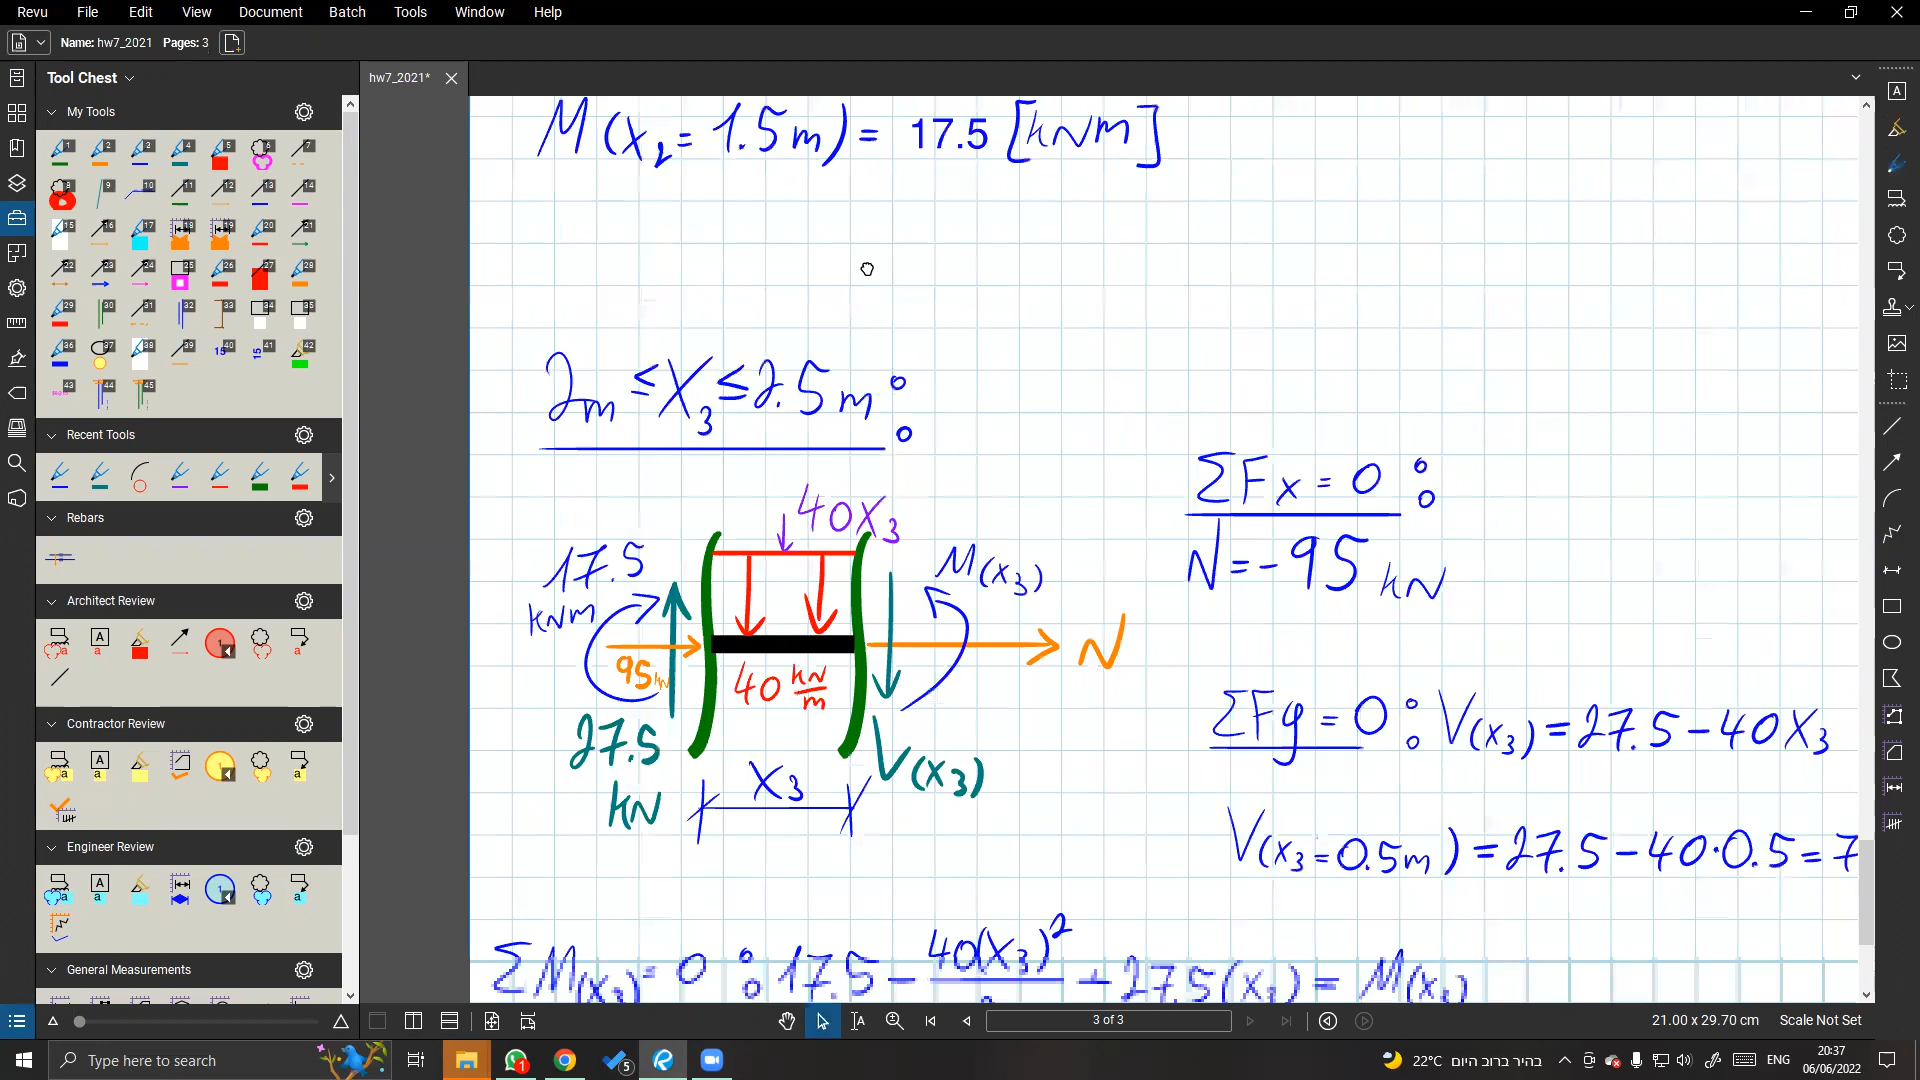 Revu File Edit View Document Batch Tools Window Help
Name: hw7_2021 Pages: 3
Tool Chest
hw7_2021*
My Tools
Recent Tools
Rebars
Architect Review
Contractor Review
Engineer Review
General Measurements
M(x₂ = 1.5m) = 17.5 [kNm]
2m ≤ X₃ ≤ 2.5m :
40X₃
17.5
kNm
M(x₃)
95 kN
N
40 kN/m
27.5
kN
V(x₃)
X₃
ΣFx = 0 :
N = -95 kN
ΣFy = 0 : V(x₃) = 27.5 - 40X₃
V(x₃ = 0.5m) = 27.5 - 40·0.5 = 7
ΣM(x₃) = 0 : 17.5 - 40(X₃)² + 27.5(x₃) = M(x₃)
3 of 3
21.00 x 29.70 cm Scale Not Set
Type here to search
5
1
22°C בהיר ברוב היום
ENG
20:37
06/06/2022